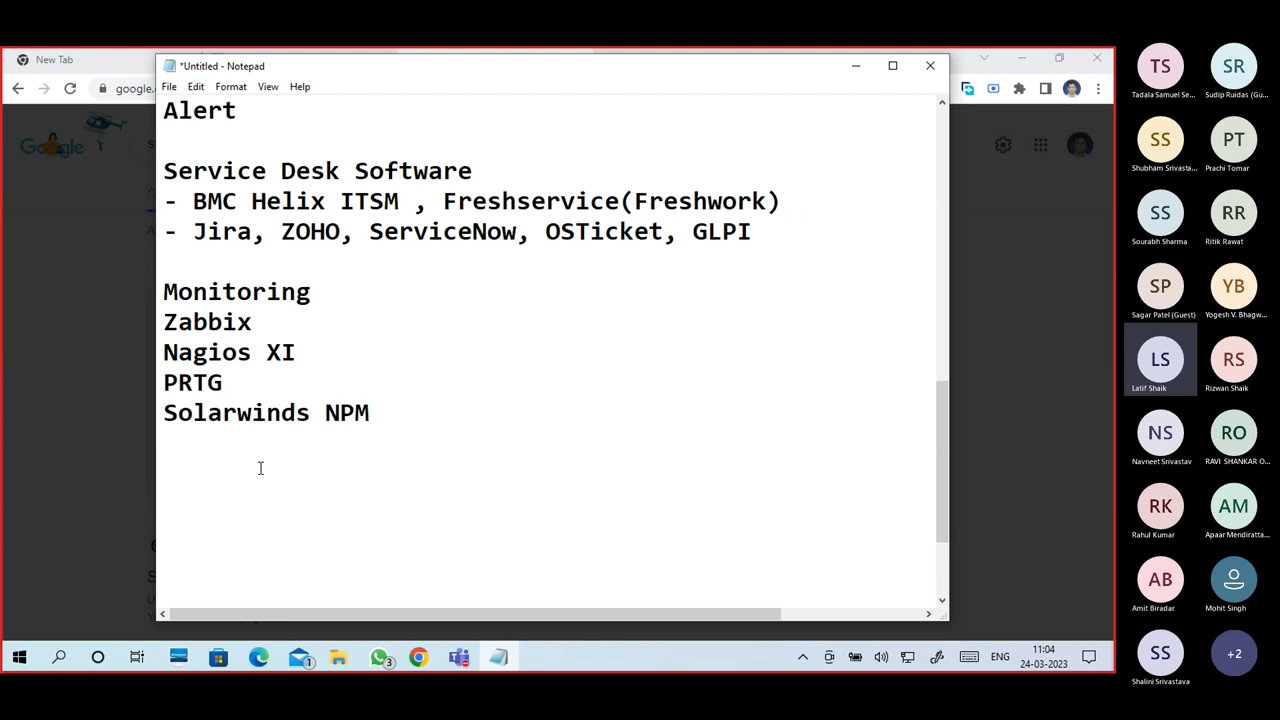 New Tab
*Untitled - Notepad
google.
File Edit Format View Help
Google
Alert
Service Desk Software
- BMC Helix ITSM , Freshservice(Freshwork)
- Jira, ZOHO, ServiceNow, OSTicket, GLPI
Monitoring
Zabbix
Nagios XI
PRTG
Solarwinds NPM
1
3
ENG
11:04
24-03-2023
TS
Tadala Samuel Se...
SR
Sudip Ruidas (Gu...
SS
Shubham Srivasta...
PT
Prachi Tomar
SS
Sourabh Sharma
RR
Ritik Rawat
SP
Sagar Patel (Guest)
YB
Yogesh V. Bhagw...
LS
Latif Shaik
RS
Rizwan Shaik
NS
Navneet Srivastav
RO
RAVI SHANKAR O...
RK
Rahul Kumar
AM
Apaar Mendiratta...
AB
Amit Biradar
Mohit Singh
SS
Shalini Srivastava
+2